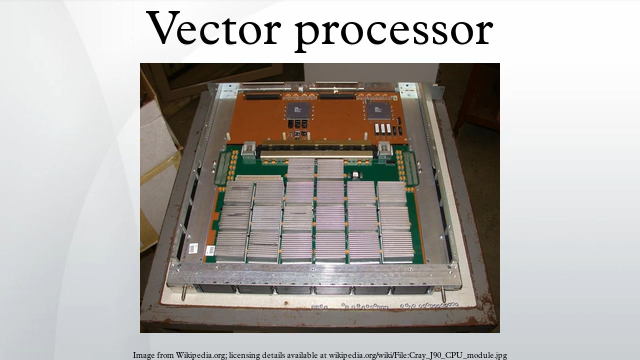 Vector processor
Image from Wikipedia.org; licensing details available at wikipedia.org/wiki/File:Cray_J90_CPU_module.jpg